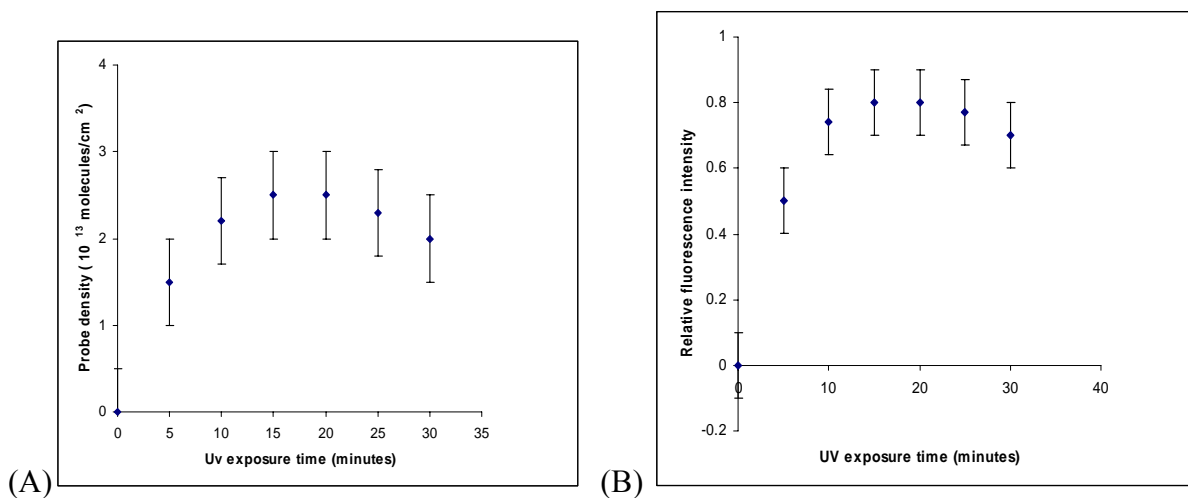 4
3
2
1
0
0 5 10 15 20 25 30 35
Probe density ( 10 13 molecules/cm 2 )
Uv exposure time (minutes)
(A)
1
0.8
0.6
0.4
0.2
0
-0.2
0 10 20 30 40
Relative fluorescence intensity
UV exposure time (minutes)
(B)